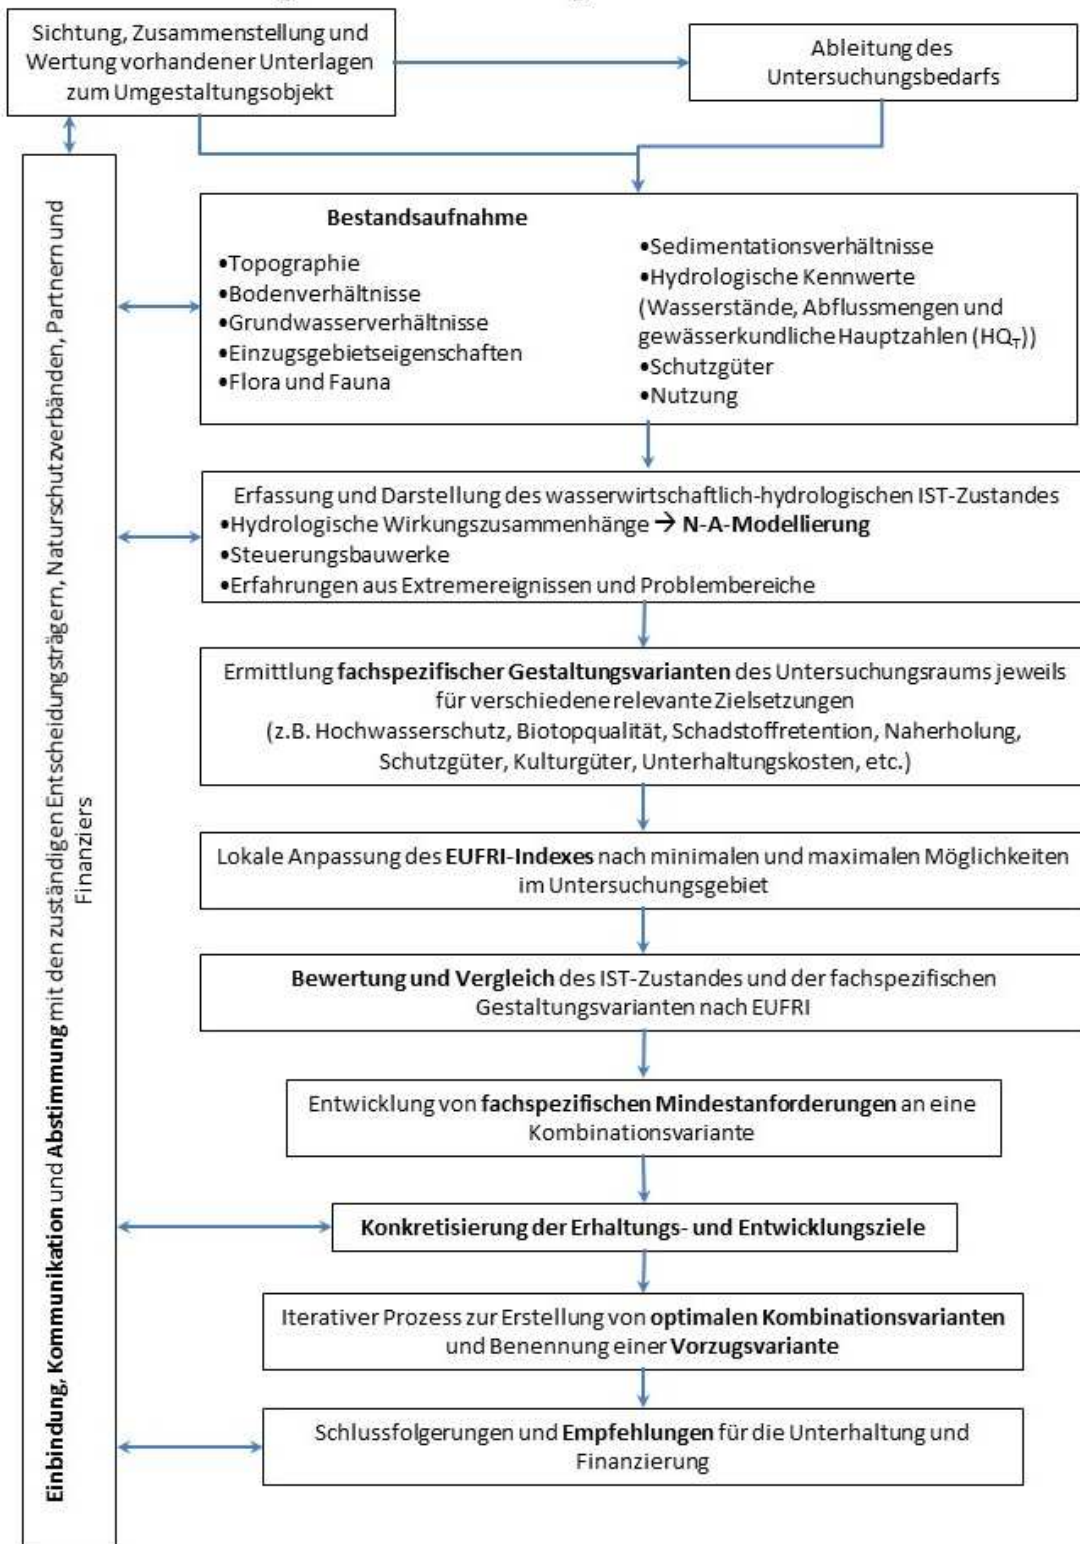 Sichtung, Zusammenstellung und
Wertung vorhandener Unterlagen
zum Umgestaltungsobjekt
Ableitung des
Untersuchungsbedarfs
Einbindung, Kommunikation und Abstimmung mit den zuständigen Entscheidungsträgern, Naturschutzverbänden, Partnern und
Finanziers
Bestandsaufnahme
•Topographie
•Bodenverhältnisse
•Grundwasserverhältnisse
•Einzugsgebietseigenschaften
•Flora und Fauna
•Sedimentationsverhältnisse
•Hydrologische Kennwerte
(Wasserstände, Abflussmengen und
gewässerkundliche Hauptzahlen (HQT))
•Schutzgüter
•Nutzung
Erfassung und Darstellung des wasserwirtschaftlich-hydrologischen IST-Zustandes
•Hydrologische Wirkungszusammenhänge → N-A-Modellierung
•Steuerungsbauwerke
•Erfahrungen aus Extremereignissen und Problembereiche
Ermittlung fachspezifischer Gestaltungsvarianten des Untersuchungsraums jeweils
für verschiedene relevante Zielsetzungen
(z.B. Hochwasserschutz, Biotopqualität, Schadstoffretention, Naherholung,
Schutzgüter, Kulturgüter, Unterhaltungskosten, etc.)
Lokale Anpassung des EUFRI-Indexes nach minimalen und maximalen Möglichkeiten
im Untersuchungsgebiet
Bewertung und Vergleich des IST-Zustandes und der fachspezifischen
Gestaltungsvarianten nach EUFRI
Entwicklung von fachspezifischen Mindestanforderungen an eine
Kombinationsvariante
Konkretisierung der Erhaltungs- und Entwicklungsziele
Iterativer Prozess zur Erstellung von optimalen Kombinationsvarianten
und Benennung einer Vorzugsvariante
Schlussfolgerungen und Empfehlungen für die Unterhaltung und
Finanzierung